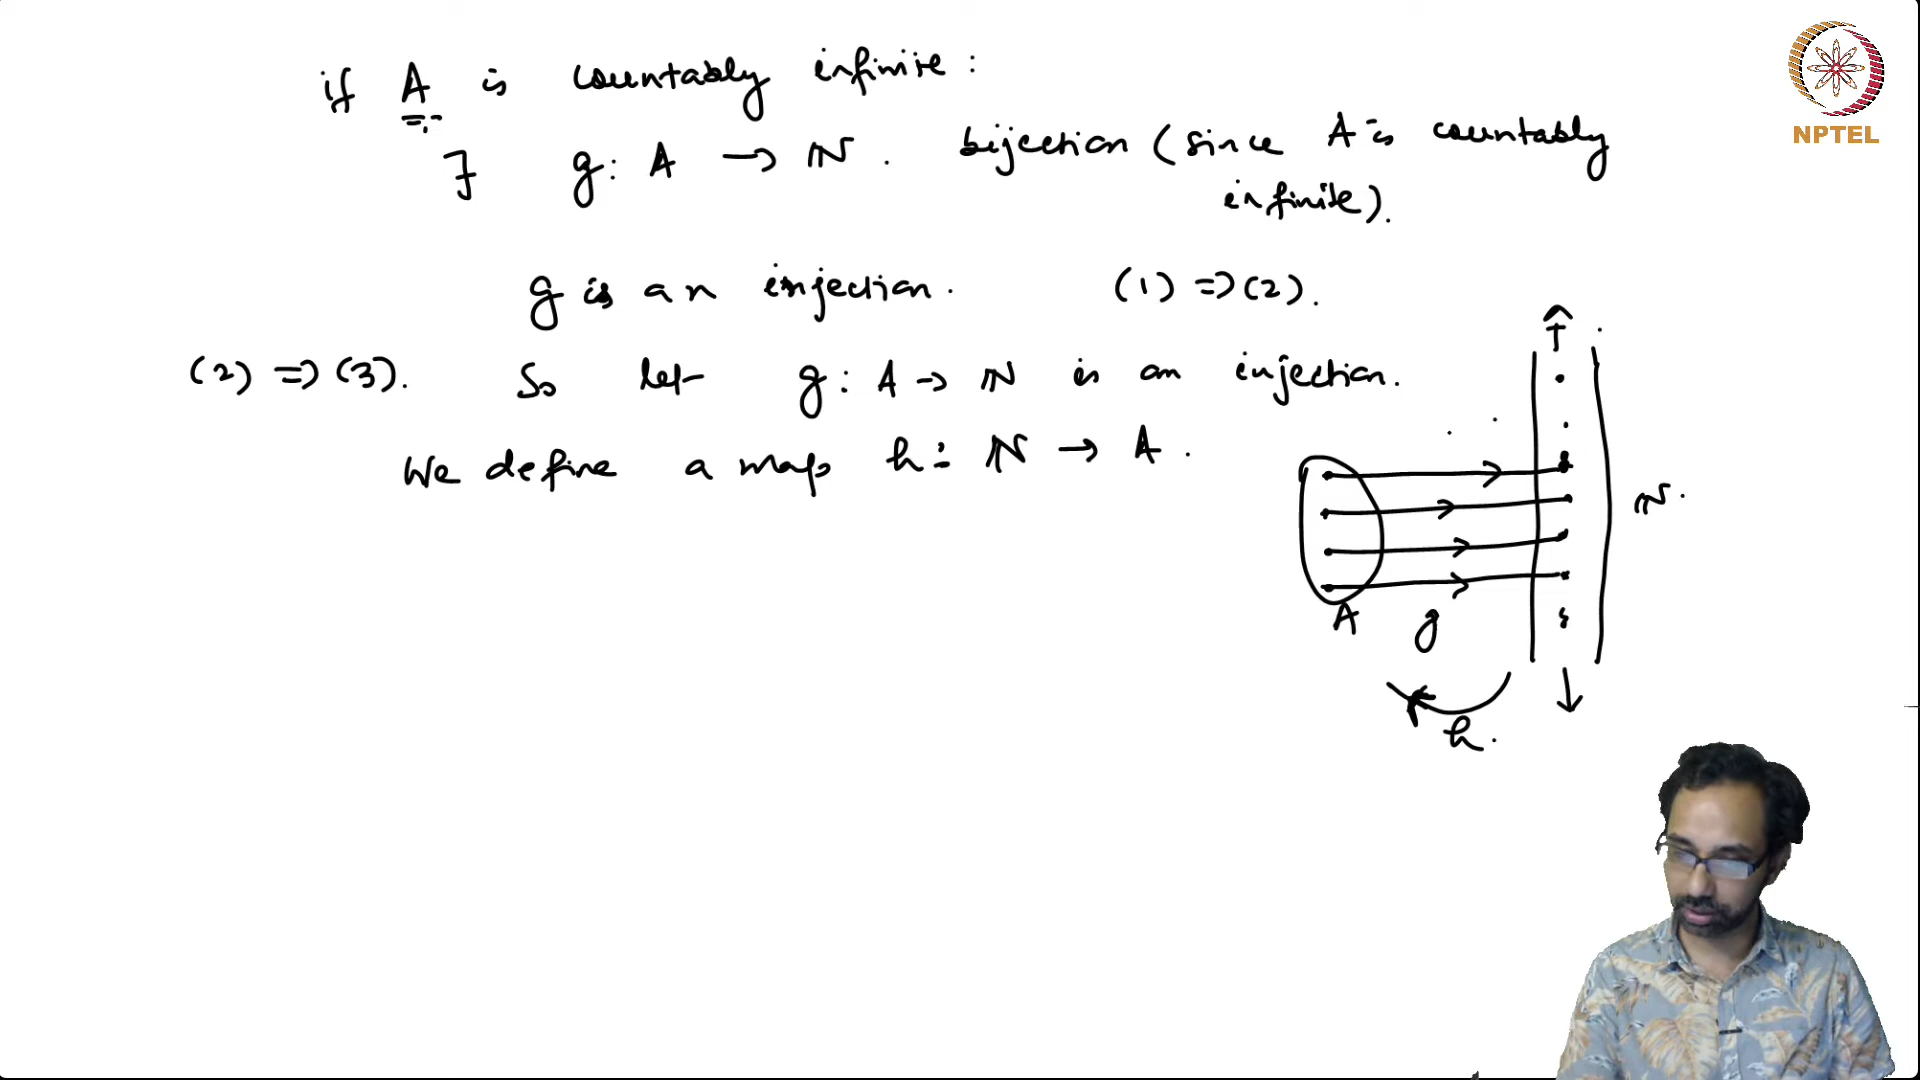 if A is countably infinite:
∃ g: A → ℕ. bijection (since A is countably
infinite).
g is an injection. (1) => (2).
(2) => (3). So let g: A → ℕ is an injection.
We define a map h: ℕ → A.
ℕ.
A g
h.
NPTEL